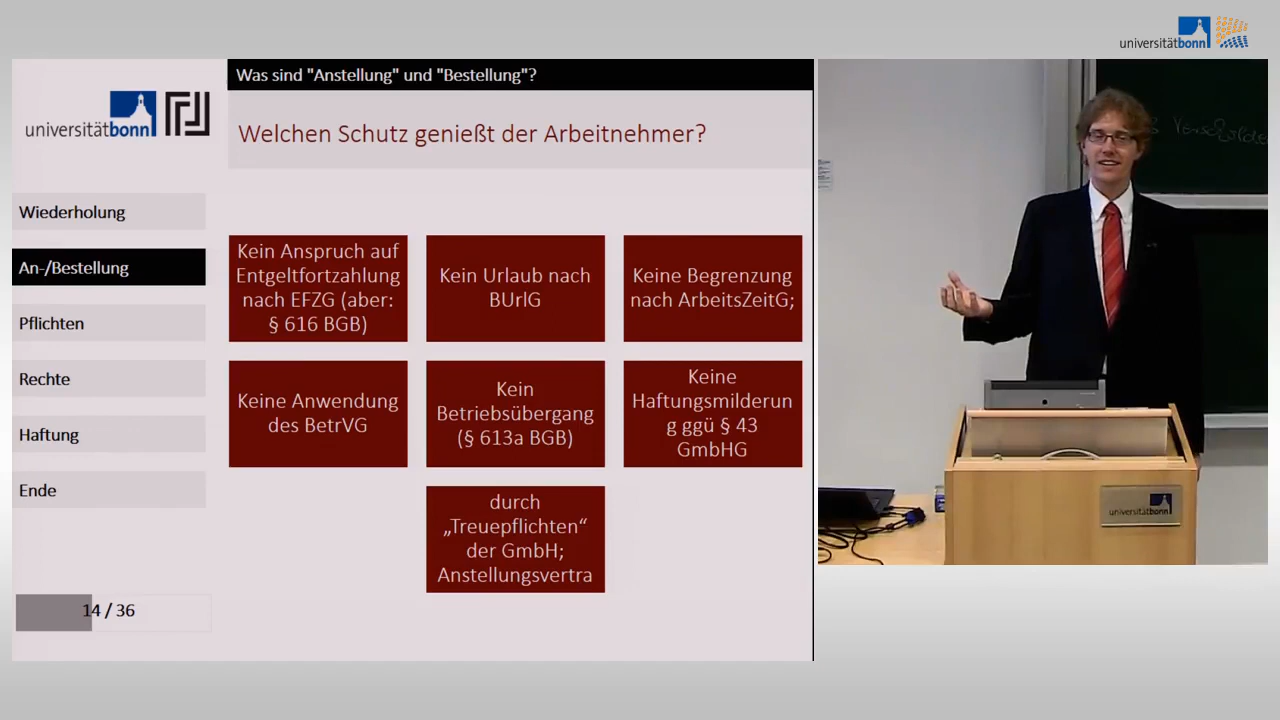 universitätbonn
Was sind "Anstellung" und "Bestellung"?
universitätbonn
Welchen Schutz genießt der Arbeitnehmer?
Wiederholung
An-/Bestellung
Pflichten
Rechte
Haftung
Ende
14 / 36
Kein Anspruch auf
Entgeltfortzahlung
nach EFZG (aber:
§ 616 BGB)
Kein Urlaub nach
BUrlG
Keine Begrenzung
nach ArbeitsZeitG;
Keine Anwendung
des BetrVG
Kein
Betriebsübergang
(§ 613a BGB)
Keine
Haftungsmilderun
g ggü § 43
GmbHG
durch
„Treuepflichten“
der GmbH;
Anstellungsvertra
universitätbonn